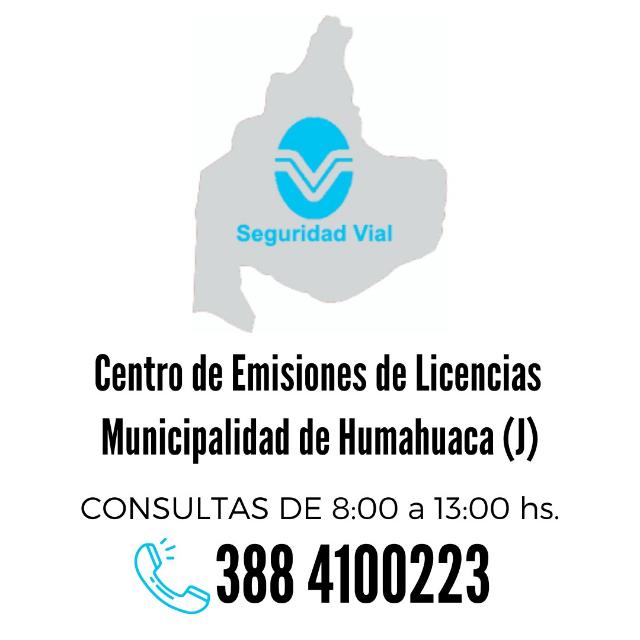 Seguridad Vial
Centro de Emisiones de Licencias
Municipalidad de Humahuaca (J)
CONSULTAS DE 8:00 a 13:00 hs.
388 4100223